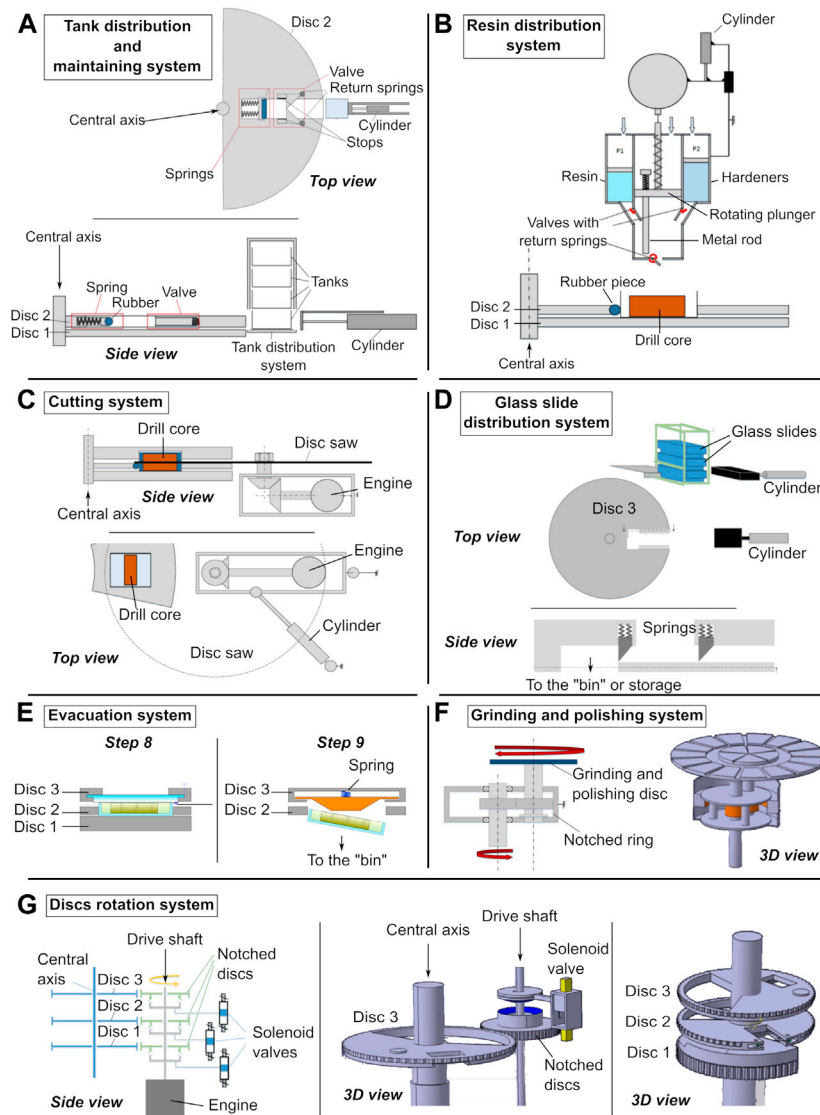 A
Tank distribution
and
maintaining system
Disc 2
Valve
Return springs
Central axis
Cylinder
Stops
Springs
Top view
Central axis
Spring
Rubber
Valve
Tanks
Disc 2
Disc 1
Side view
Tank distribution
system
Cylinder
B
Resin distribution
system
Cylinder
P1
P2
Resin
Hardeners
Valves with
return springs
Rotating plunger
Metal rod
Rubber piece
Disc 2
Disc 1
Drill core
Central axis
C
Cutting system
Drill core
Disc saw
Side view
Engine
Central axis
Engine
Drill core
Cylinder
Disc saw
Top view
D
Glass slide
distribution system
Glass slides
Cylinder
Disc 3
Top view
Cylinder
Side view
Springs
To the "bin" or storage
E
Evacuation system
Step 8
Step 9
Disc 3
Disc 2
Disc 1
Spring
Disc 3
Disc 2
To the "bin"
F
Grinding and polishing system
Grinding and
polishing disc
Notched ring
3D view
G
Discs rotation system
Drive shaft
Central
axis
Disc 3
Disc 2
Disc 1
Notched
discs
Solenoid
valves
Engine
Side view
Central axis
Drive shaft
Solenoid
valve
Disc 3
Notched
discs
3D view
Disc 3
Disc 2
Disc 1
3D view